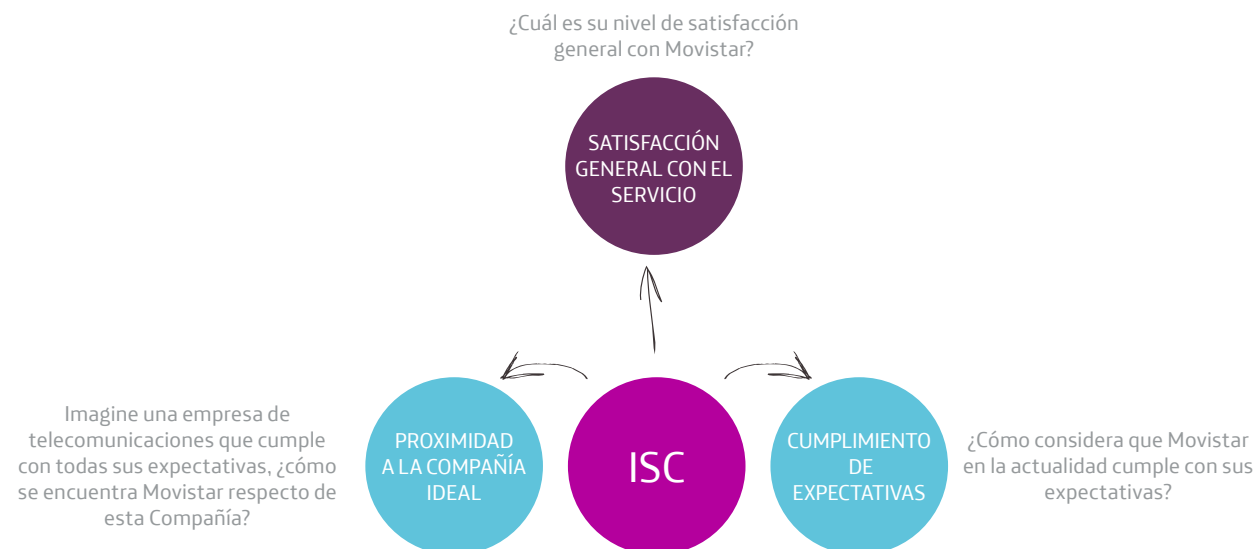 ¿Cuál es su nivel de satisfacción
general con Movistar?
SATISFACCIÓN
GENERAL CON EL
SERVICIO
Imagine una empresa de
telecomunicaciones que cumple
con todas sus expectativas, ¿cómo
se encuentra Movistar respecto de
esta Compañía?
PROXIMIDAD
A LA COMPAÑÍA
IDEAL
ISC
CUMPLIMIENTO
DE
EXPECTATIVAS
¿Cómo considera que Movistar
en la actualidad cumple con sus
expectativas?